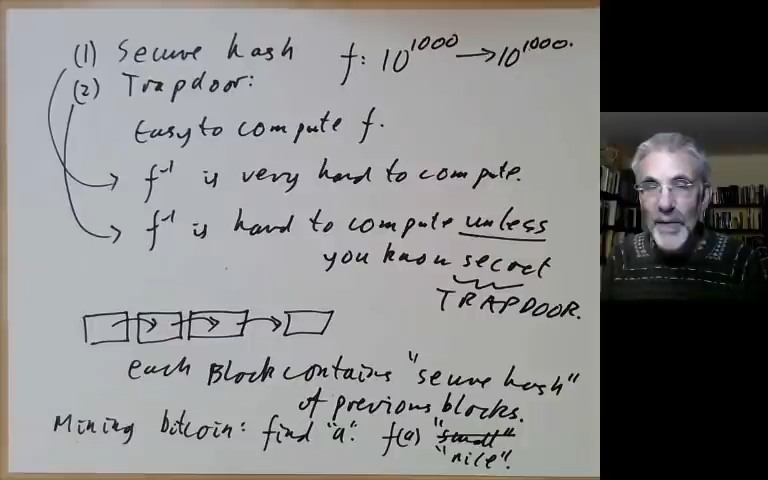 (1) Secure hash f: 10^1000 → 10^1000.
(2) Trapdoor:
Easy to compute f.
f^-1 is very hard to compute.
f^-1 is hard to compute unless
you know secret
TRAPDOOR.
each Block contains "secure hash"
of previous blocks.
Mining bitcoin: find "a": f(a) "small"
"nice".